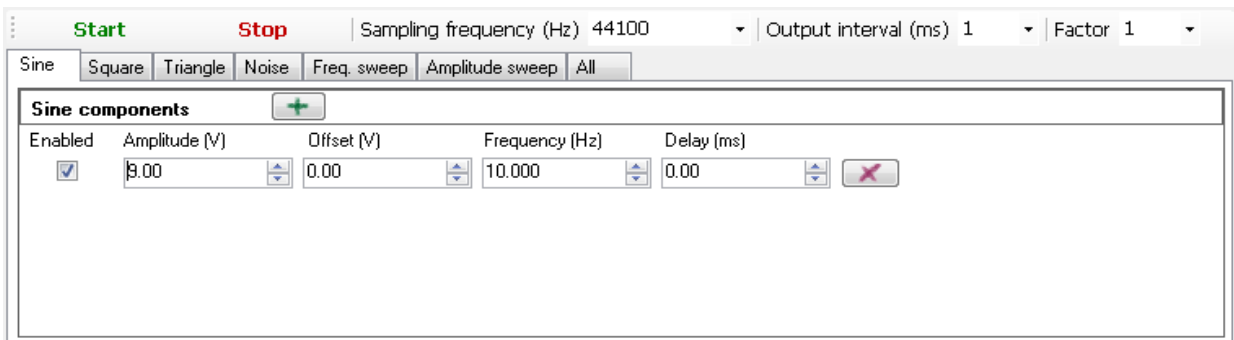 Start Stop Sampling frequency (Hz) 44100 Output interval (ms) 1 Factor 1
Sine Square Triangle Noise Freq. sweep Amplitude sweep All
Sine components
Enabled Amplitude (V) Offset (V) Frequency (Hz) Delay (ms)
9.00 0.00 10.000 0.00